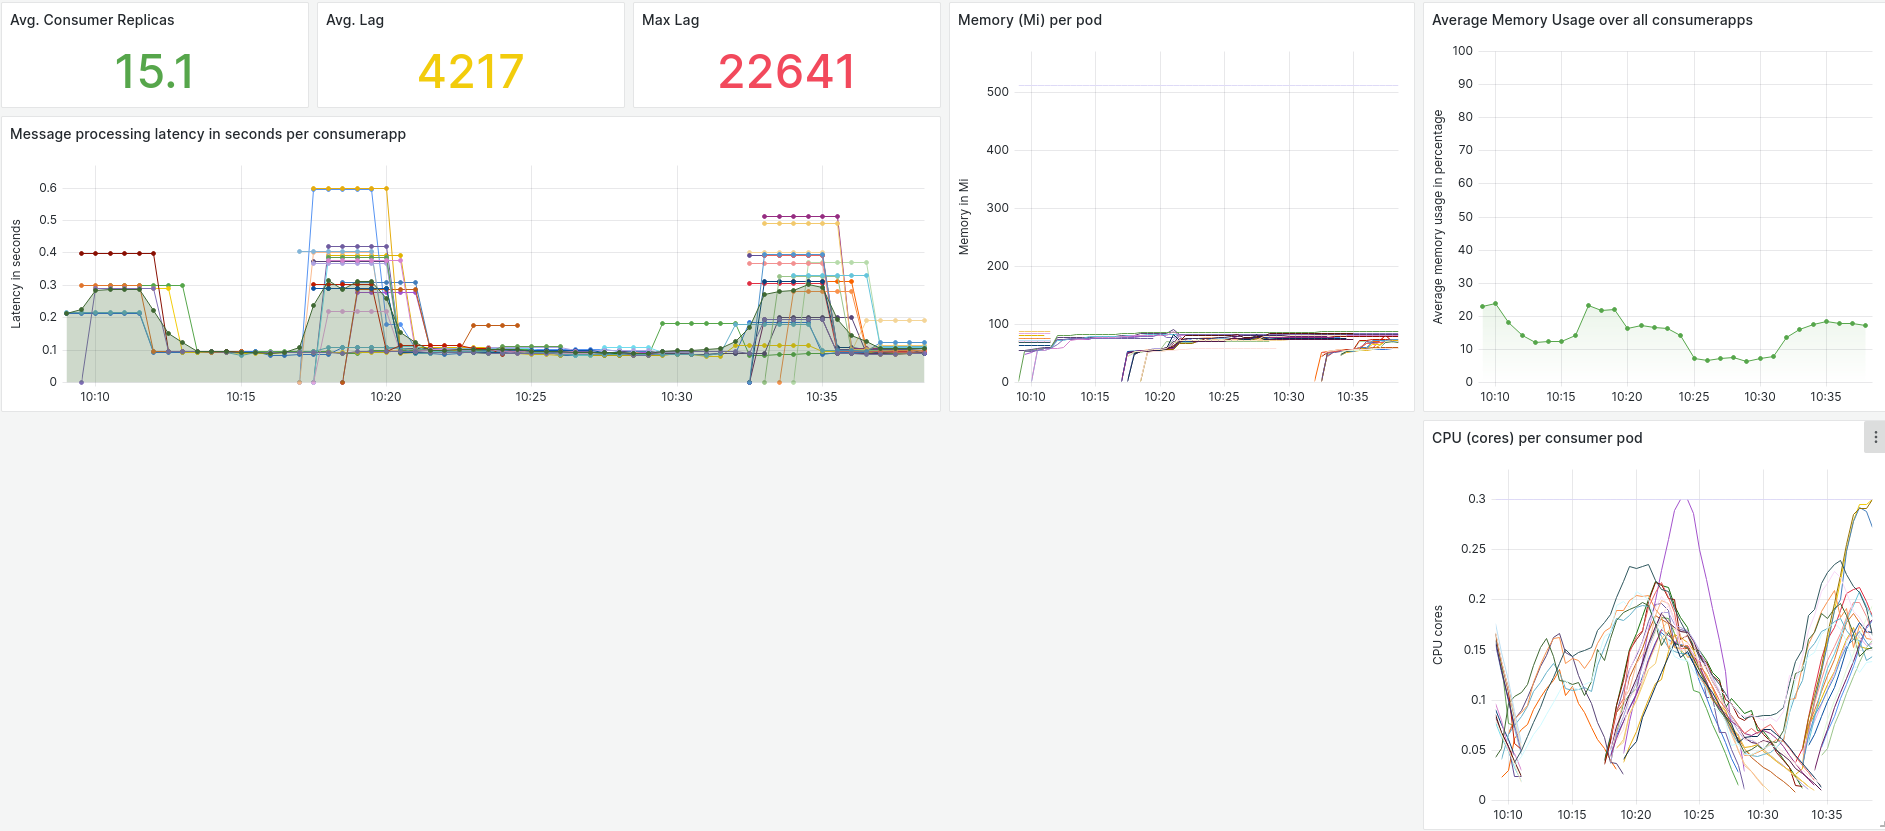 Avg. Consumer Replicas
15.1
Avg. Lag
4217
Max Lag
22641
Message processing latency in seconds per consumerapp
Latency in seconds
0.6
0.5
0.4
0.3
0.2
0.1
0
10:10 10:15 10:20 10:25 10:30 10:35
Memory (Mi) per pod
Memory in Mi
500
400
300
200
100
0
10:10 10:15 10:20 10:25 10:30 10:35
Average Memory Usage over all consumerapps
Average memory usage in percentage
100
90
80
70
60
50
40
30
20
10
0
10:10 10:15 10:20 10:25 10:30 10:35
CPU (cores) per consumer pod
CPU cores
0.3
0.25
0.2
0.15
0.1
0.05
0
10:10 10:15 10:20 10:25 10:30 10:35